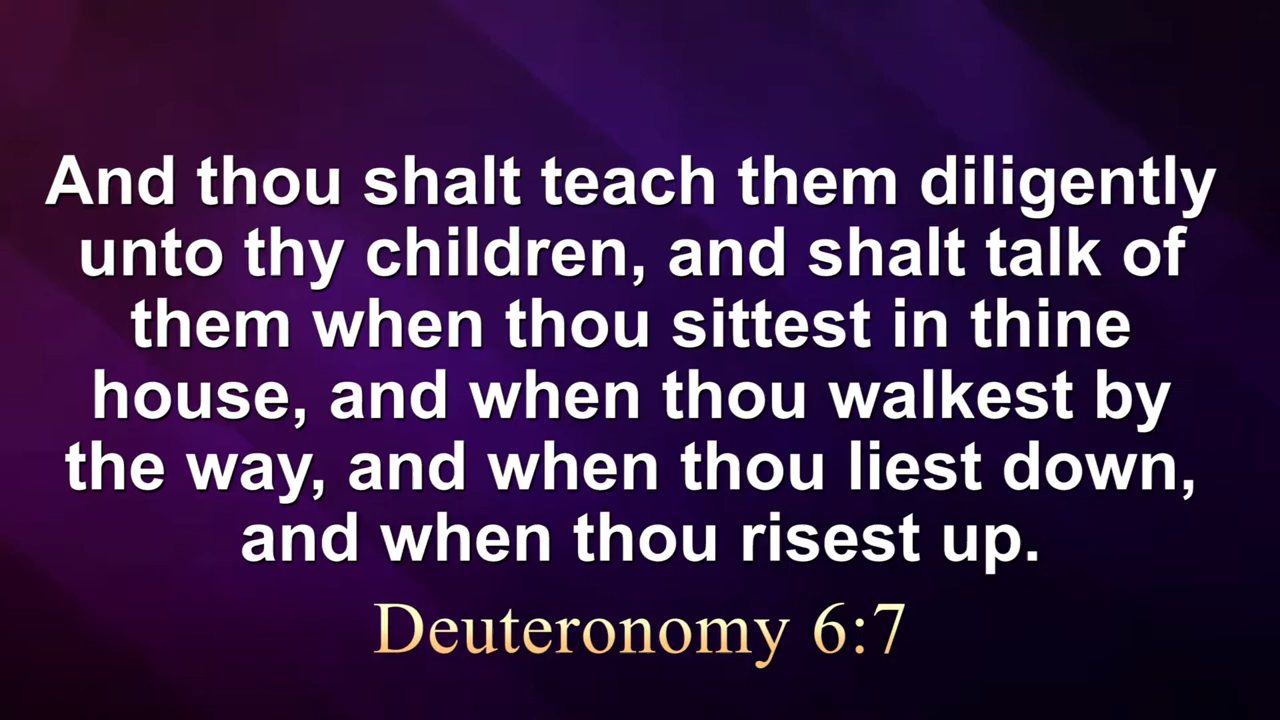 And thou shalt teach them diligently
unto thy children, and shalt talk of
them when thou sittest in thine
house, and when thou walkest by
the way, and when thou liest down,
and when thou risest up.
Deuteronomy 6:7